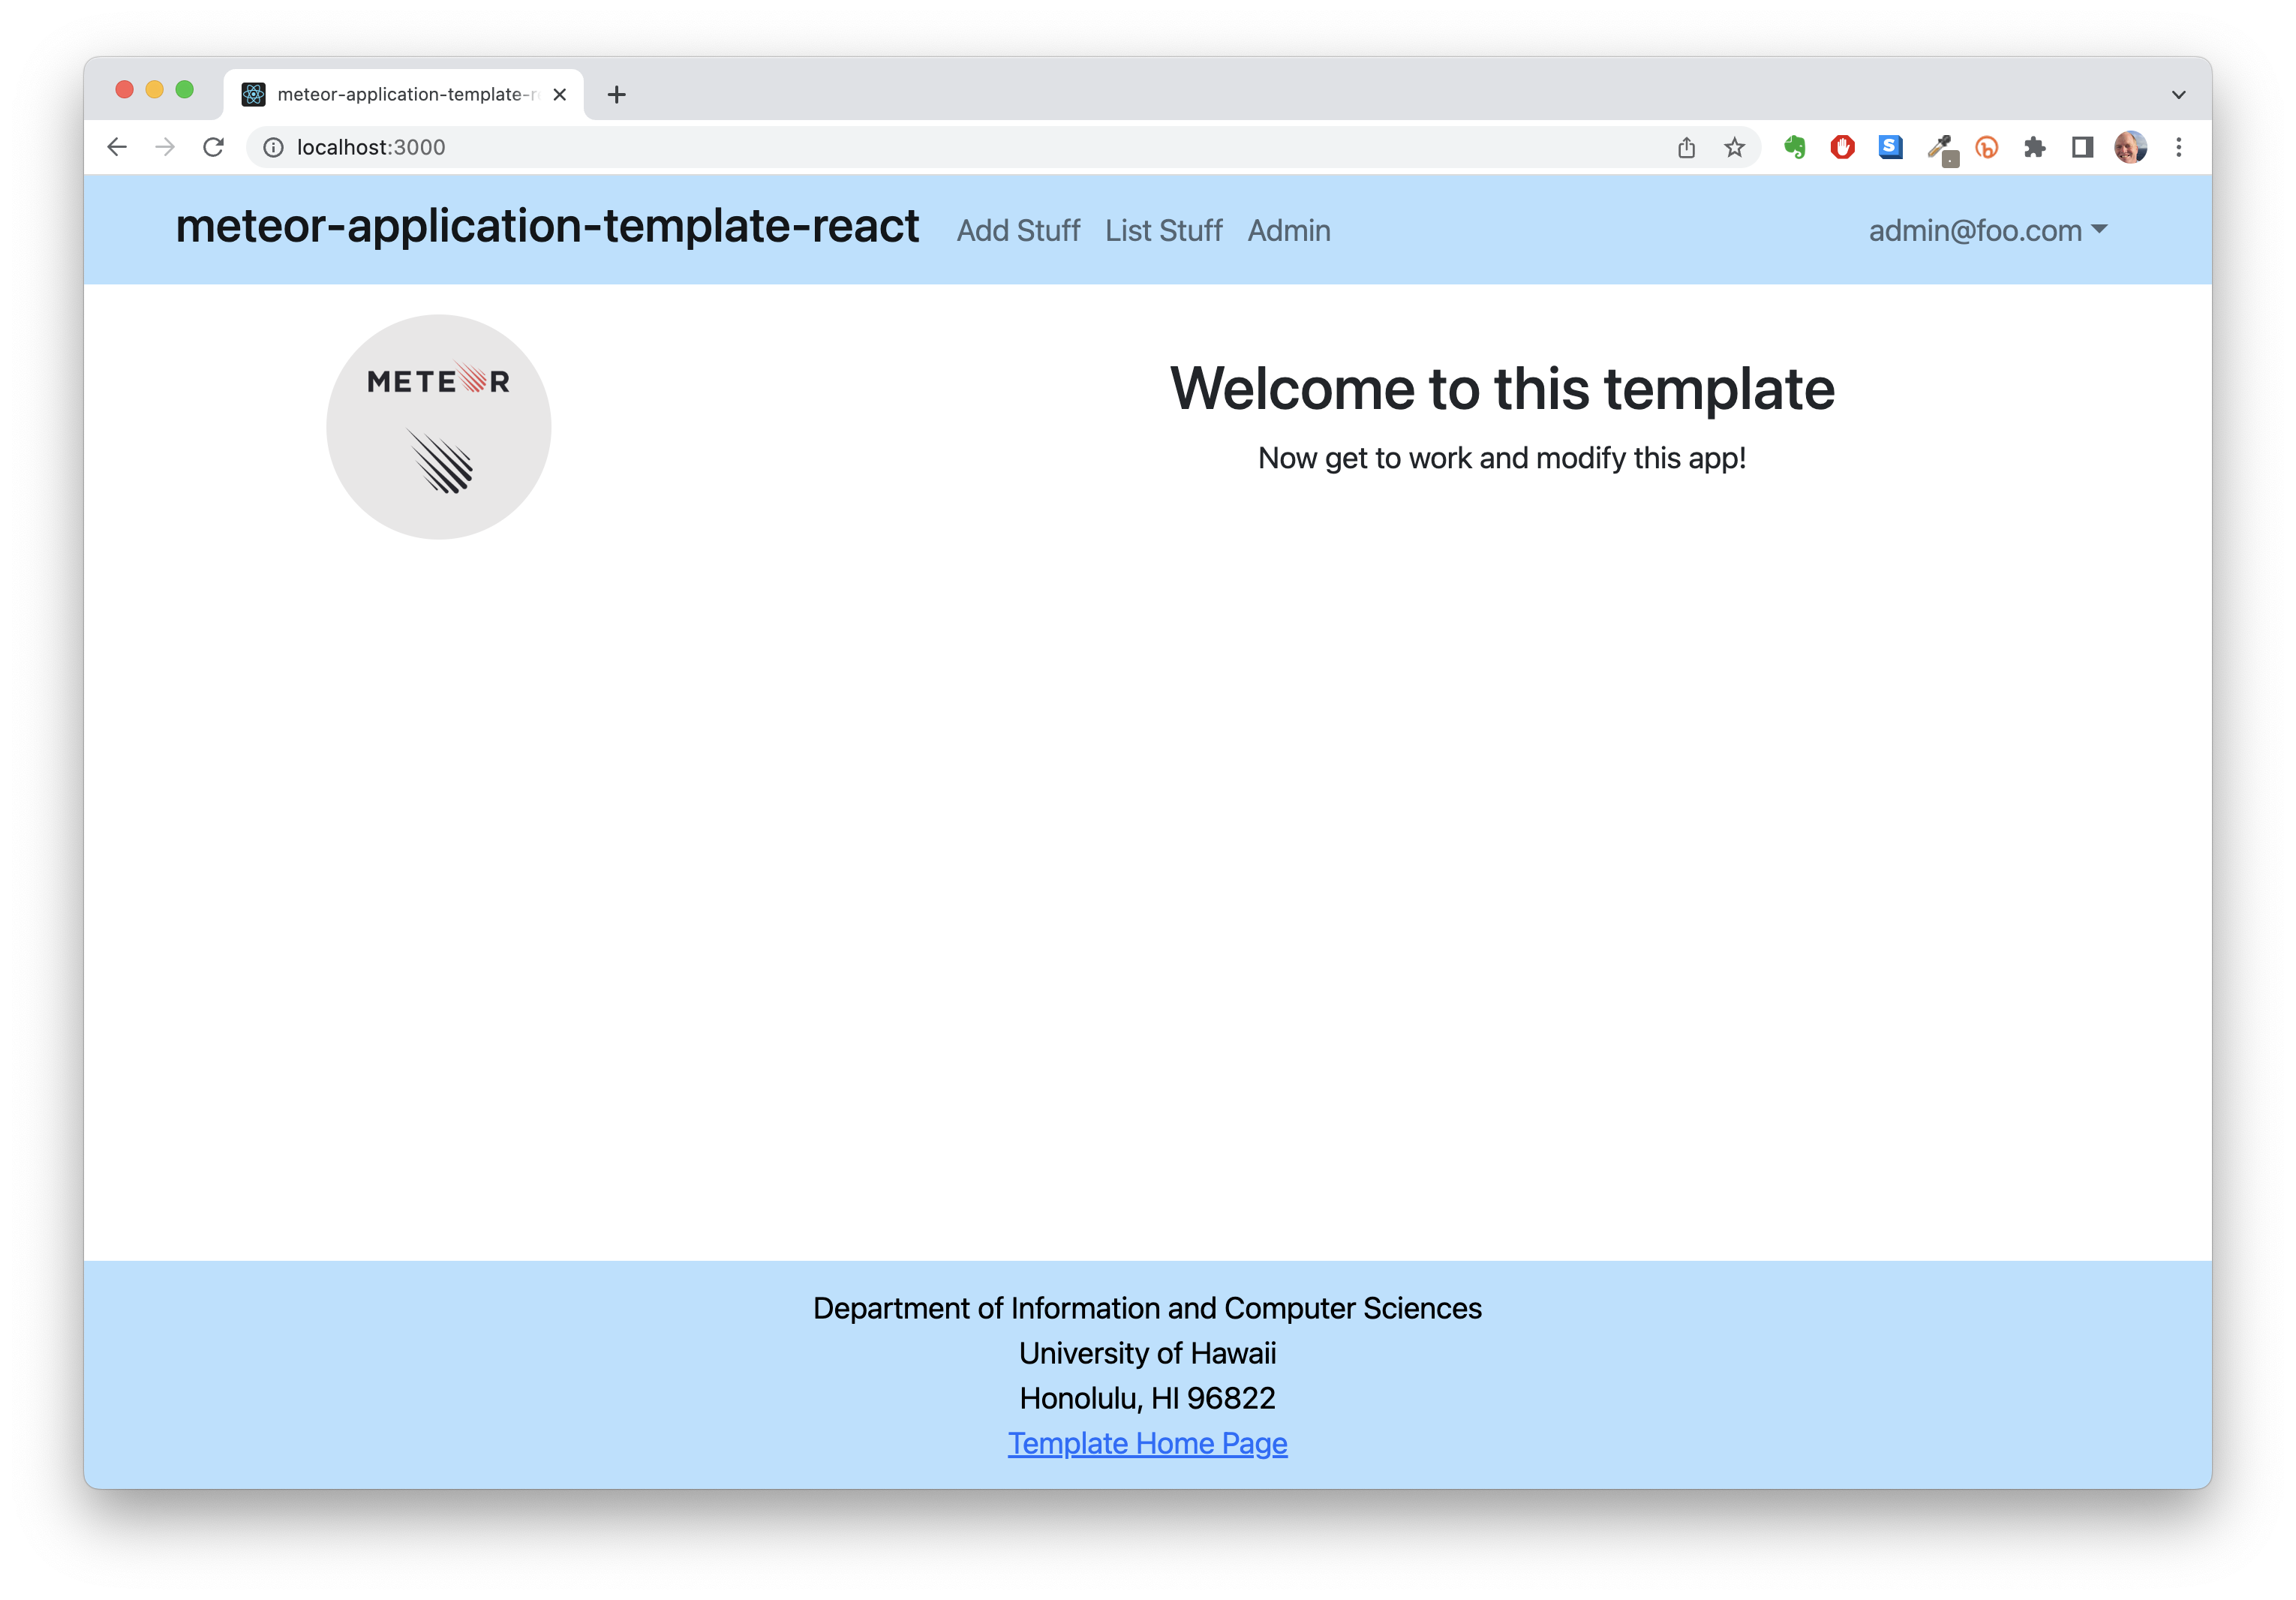 meteor-application-template-r
localhost:3000
meteor-application-template-react Add Stuff List Stuff Admin admin@foo.com
METEOR
Welcome to this template
Now get to work and modify this app!
Department of Information and Computer Sciences
University of Hawaii
Honolulu, HI 96822
Template Home Page